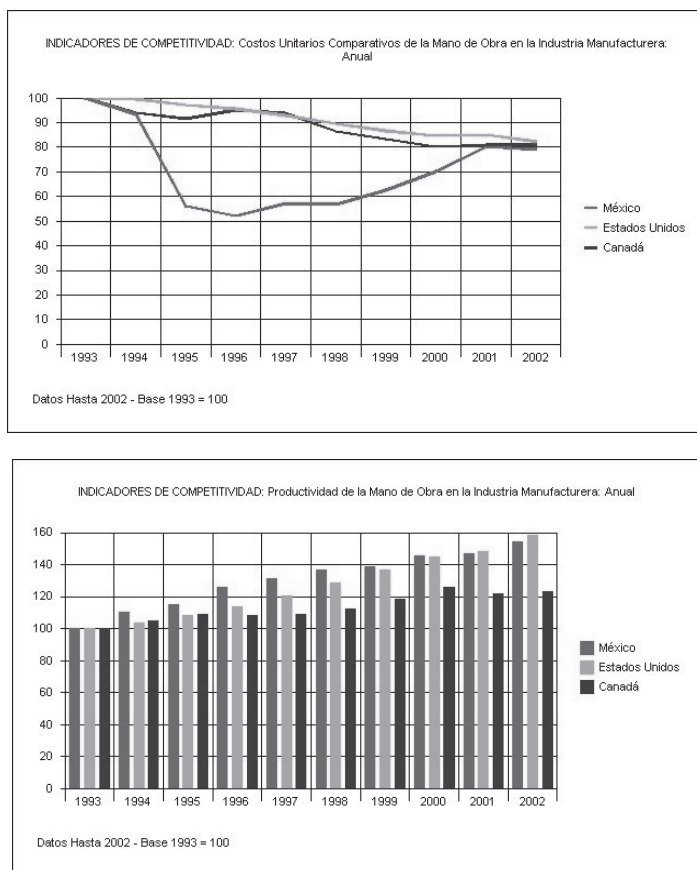 INDICADORES DE COMPETITIVIDAD: Costos Unitarios Comparativos de la Mano de Obra en la Industria Manufacturera:
Anual
100
90
80
70
60
50
40
30
20
10
0
1993 1994 1995 1996 1997 1998 1999 2000 2001 2002
México
Estados Unidos
Canadá
Datos Hasta 2002 - Base 1993 = 100
INDICADORES DE COMPETITIVIDAD: Productividad de la Mano de Obra en la Industria Manufacturera: Anual
160
140
120
100
80
60
40
20
0
1993 1994 1995 1996 1997 1998 1999 2000 2001 2002
México
Estados Unidos
Canadá
Datos Hasta 2002 - Base 1993 = 100